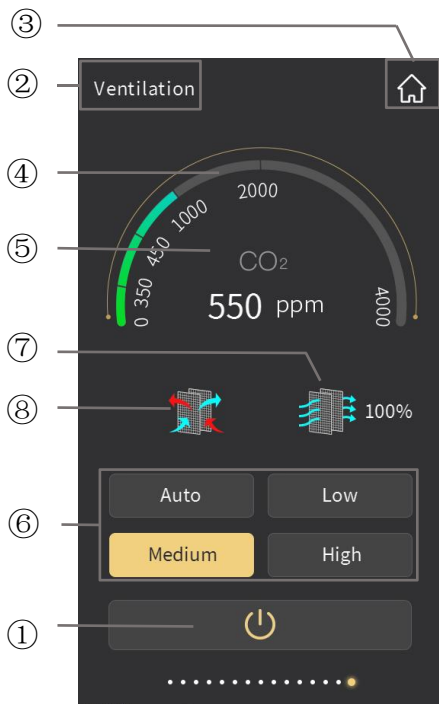 ③
② Ventilation
④
2000
1000
450
350
0
4000
⑤
CO₂
550 ppm
⑦
⑧
100%
Auto Low
⑥
Medium High
①